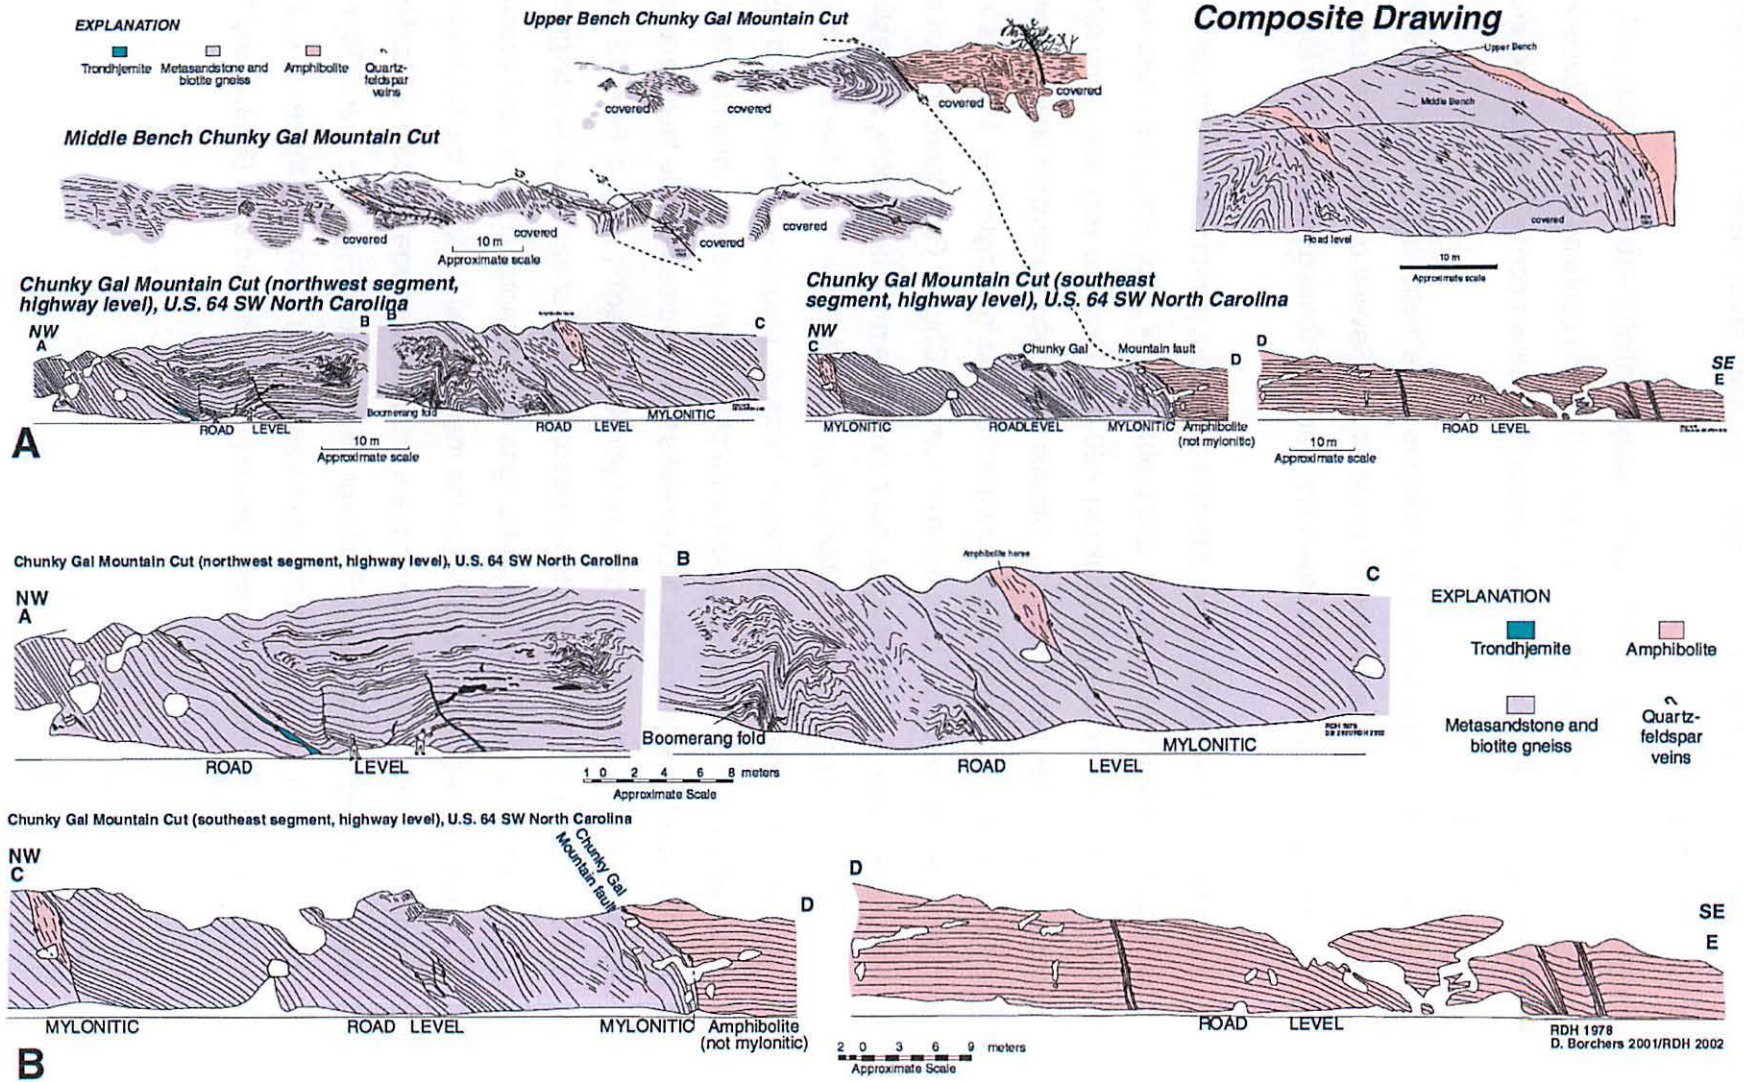 EXPLANATION
Trondhjemite
Metasandstone and
biotite gneiss
Amphibolite
Quartz-
feldspar
veins
Upper Bench Chunky Gal Mountain Cut
covered
covered
covered
covered
Composite Drawing
Upper Bench
Middle Bench
covered
Road level
10 m
Approximate scale
Middle Bench Chunky Gal Mountain Cut
covered
covered
covered
covered
10 m
Approximate scale
Chunky Gal Mountain Cut (northwest segment,
highway level), U.S. 64 SW North Carolina
NW
A
B
B
C
Amphibolite horse
Boomerang fold
MYLONITIC
ROAD LEVEL
ROAD LEVEL
10 m
Approximate scale
A
Chunky Gal Mountain Cut (southeast
segment, highway level), U.S. 64 SW North Carolina
NW
C
Chunky Gal Mountain fault
D
D
SE
E
MYLONITIC
ROADLEVEL
MYLONITIC
Amphibolite
(not mylonitic)
ROAD LEVEL
10 m
Approximate scale
Chunky Gal Mountain Cut (northwest segment, highway level), U.S. 64 SW North Carolina
NW
A
B
Amphibolite horse
C
Boomerang fold
ROAD LEVEL
ROAD LEVEL
MYLONITIC
RDH 1978
DB 2001/RDH 2002
1 0 2 4 6 8 meters
Approximate Scale
EXPLANATION
Trondhjemite
Amphibolite
Metasandstone and
biotite gneiss
Quartz-
feldspar
veins
Chunky Gal Mountain Cut (southeast segment, highway level), U.S. 64 SW North Carolina
NW
C
Chunky Gal
Mountain fault
D
D
SE
E
MYLONITIC
ROAD LEVEL
MYLONITIC
Amphibolite
(not mylonitic)
ROAD LEVEL
2 0 3 6 9 meters
Approximate Scale
RDH 1978
D. Borchers 2001/RDH 2002
B